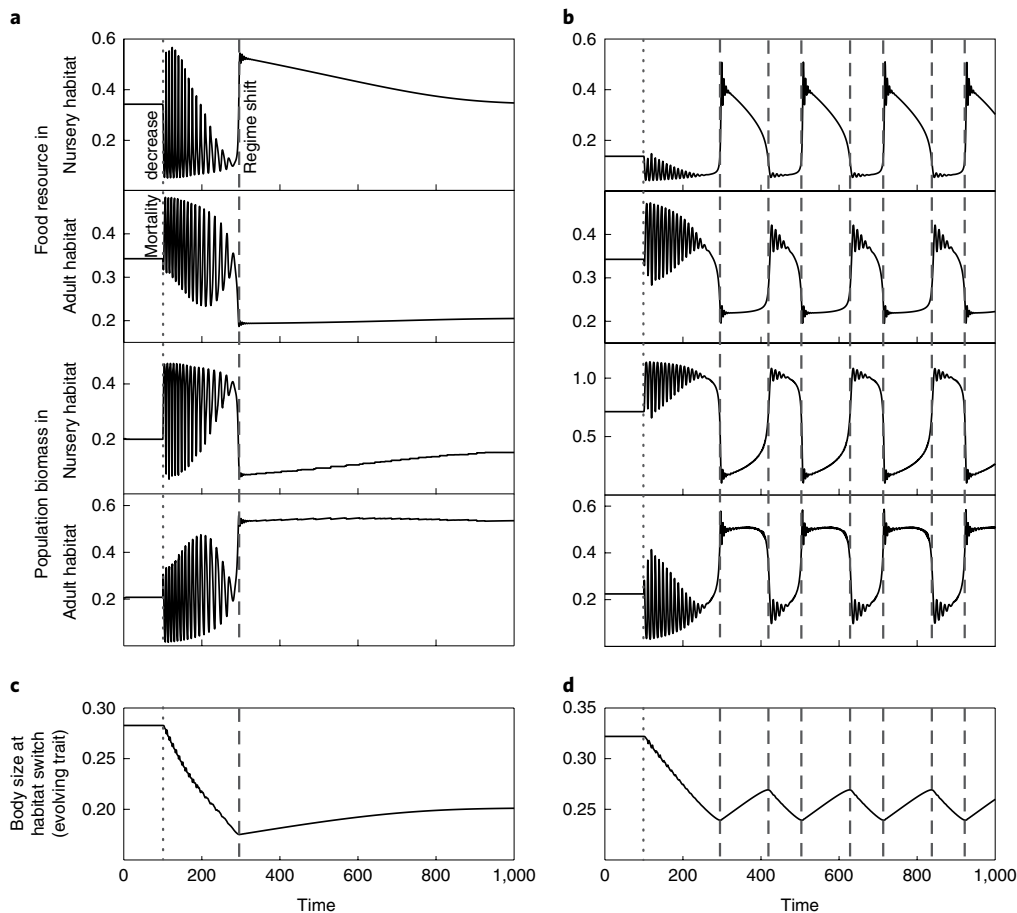 a
b
Food resource in
Nursery habitat
0.6
0.4
0.2
Mortality decrease
Regime shift
0.6
0.4
0.2
Adult habitat
0.4
0.3
0.2
0.4
0.3
0.2
Population biomass in
Nursery habitat
0.4
0.2
1.0
0.5
Adult habitat
0.6
0.4
0.2
0.6
0.4
0.2
c
d
Body size at
habitat switch
(evolving trait)
0.30
0.25
0.20
0.35
0.30
0.25
0 200 400 600 800 1,000
0 200 400 600 800 1,000
Time
Time